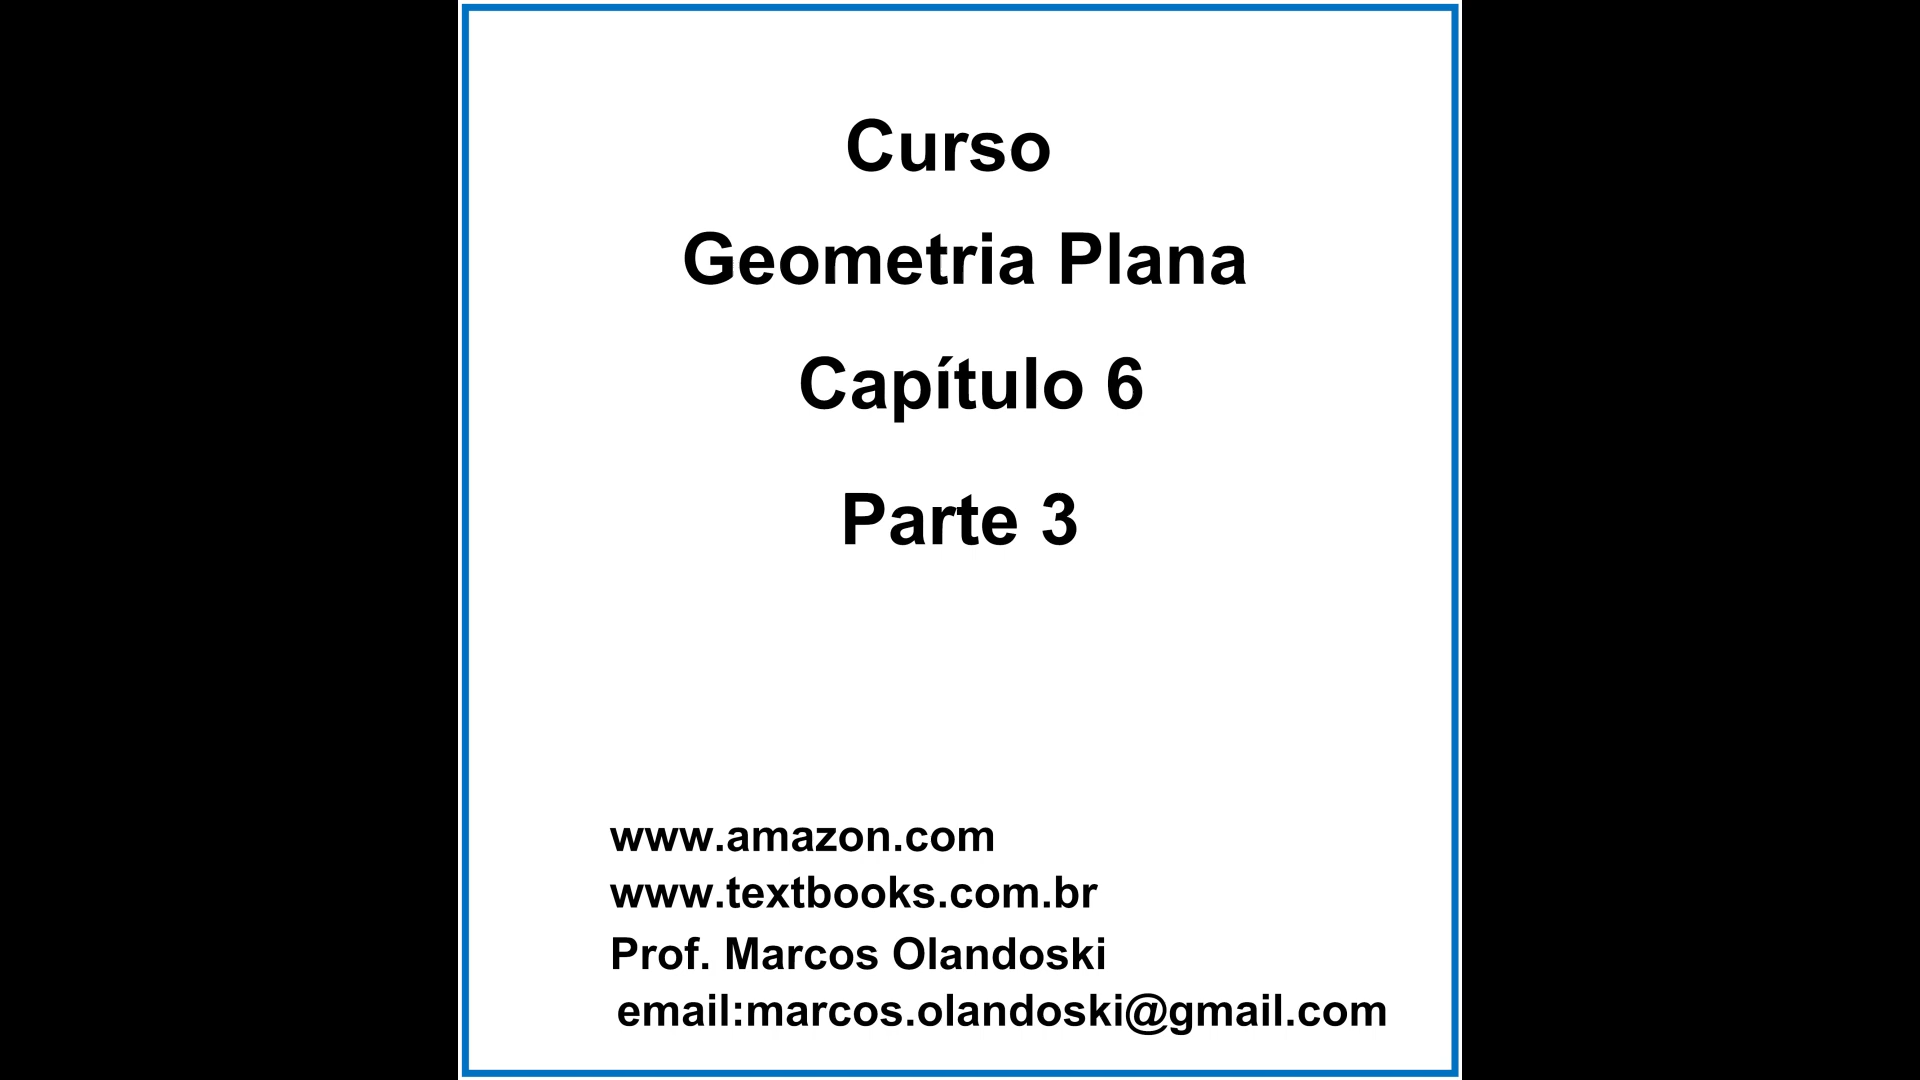 Curso
Geometria Plana
Capítulo 6
Parte 3
www.amazon.com
www.textbooks.com.br
Prof. Marcos Olandoski
email:marcos.olandoski@gmail.com